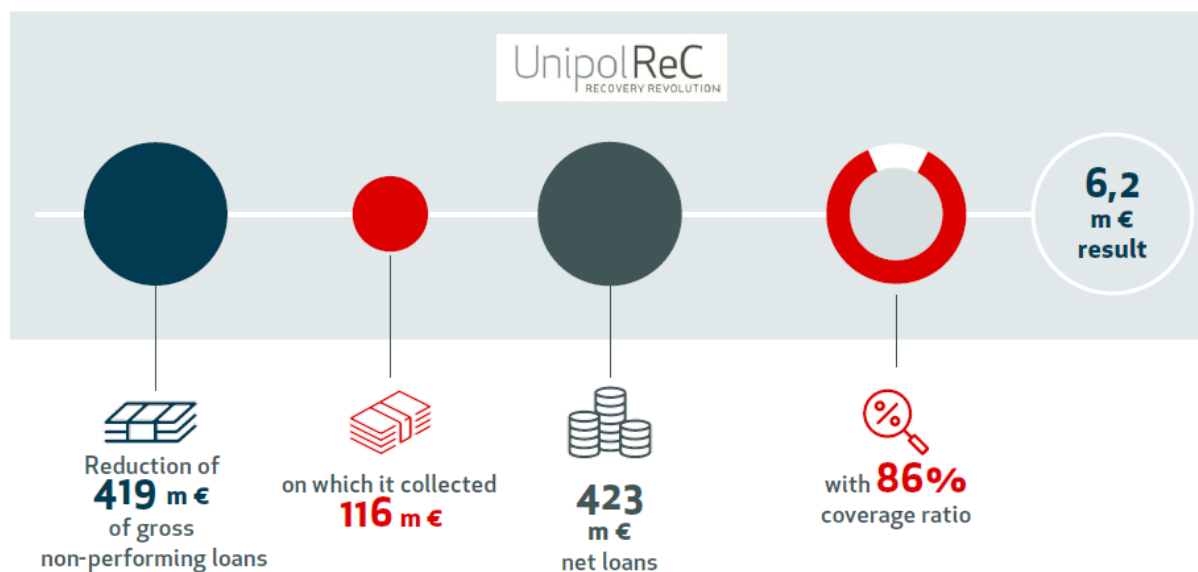 UnipolReC
RECOVERY REVOLUTION
6,2
m €
result
Reduction of
419 m €
of gross
non-performing loans
on which it collected
116 m €
423
m €
net loans
%
with 86%
coverage ratio